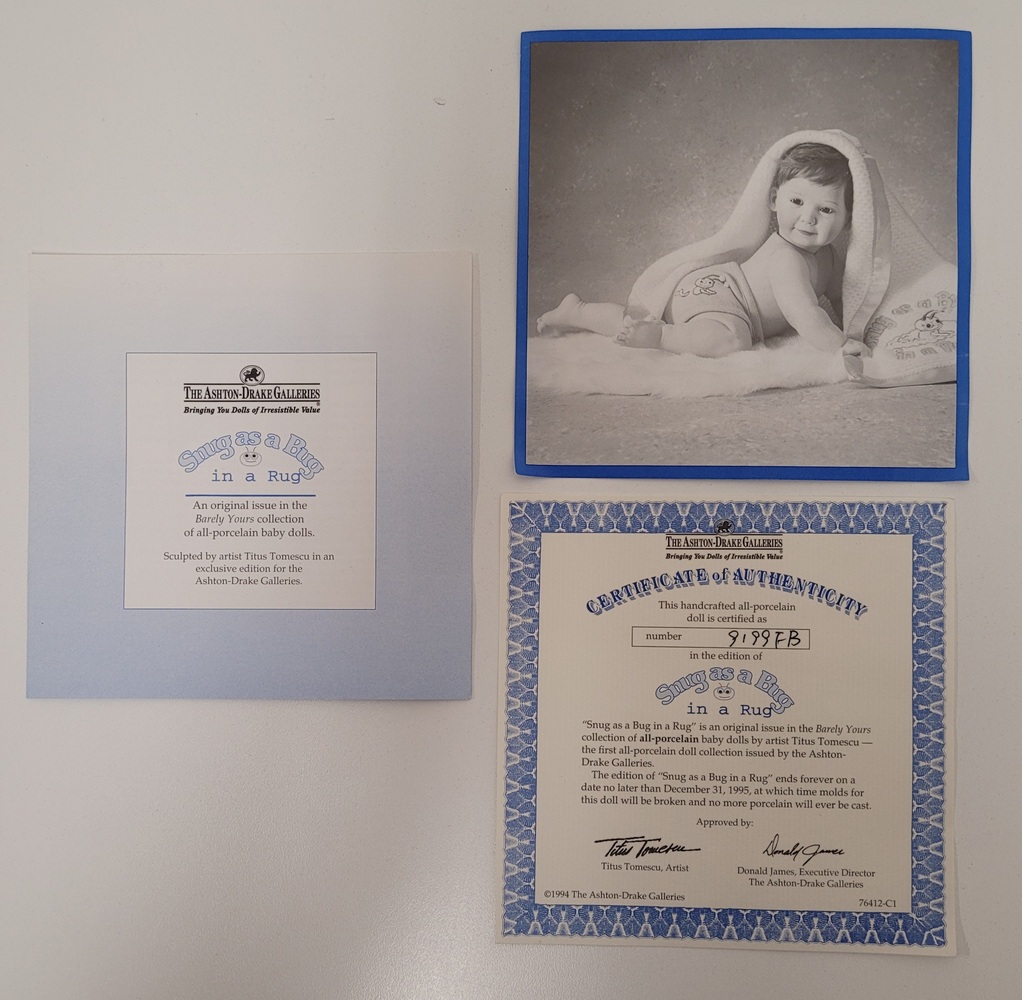 THE ASHTON-DRAKE GALLERIES
Bringing You Dolls of Irresistible Value
Snug as a Bug
in a Rug
An original issue in the
Barely Yours collection
of all-porcelain baby dolls.
Sculpted by artist Titus Tomescu in an
exclusive edition for the
Ashton-Drake Galleries.
THE ASHTON-DRAKE GALLERIES
Bringing You Dolls of Irresistible Value
CERTIFICATE of AUTHENTICITY
This handcrafted all-porcelain
doll is certified as
number 9199FB
in the edition of
Snug as a Bug
in a Rug
"Snug as a Bug in a Rug" is an original issue in the Barely Yours
collection of all-porcelain baby dolls by artist Titus Tomescu —
the first all-porcelain doll collection issued by the Ashton-
Drake Galleries.
The edition of "Snug as a Bug in a Rug" ends forever on a
date no later than December 31, 1995, at which time molds for
this doll will be broken and no more porcelain will ever be cast.
Approved by:
Titus Tomescu
Donald James
Titus Tomescu, Artist
Donald James, Executive Director
The Ashton-Drake Galleries
©1994 The Ashton-Drake Galleries
76412-C1